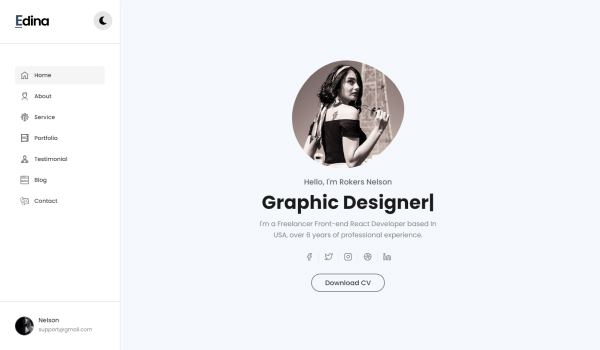 Edina
Home
About
Service
Portfolio
Testimonial
Blog
Contact
Hello, I'm Rokers Nelson
Graphic Designer|
I'm a Freelancer Front-end React Developer based in
USA, over 6 years of professional experience.
Download CV
Nelson
support@gmail.com